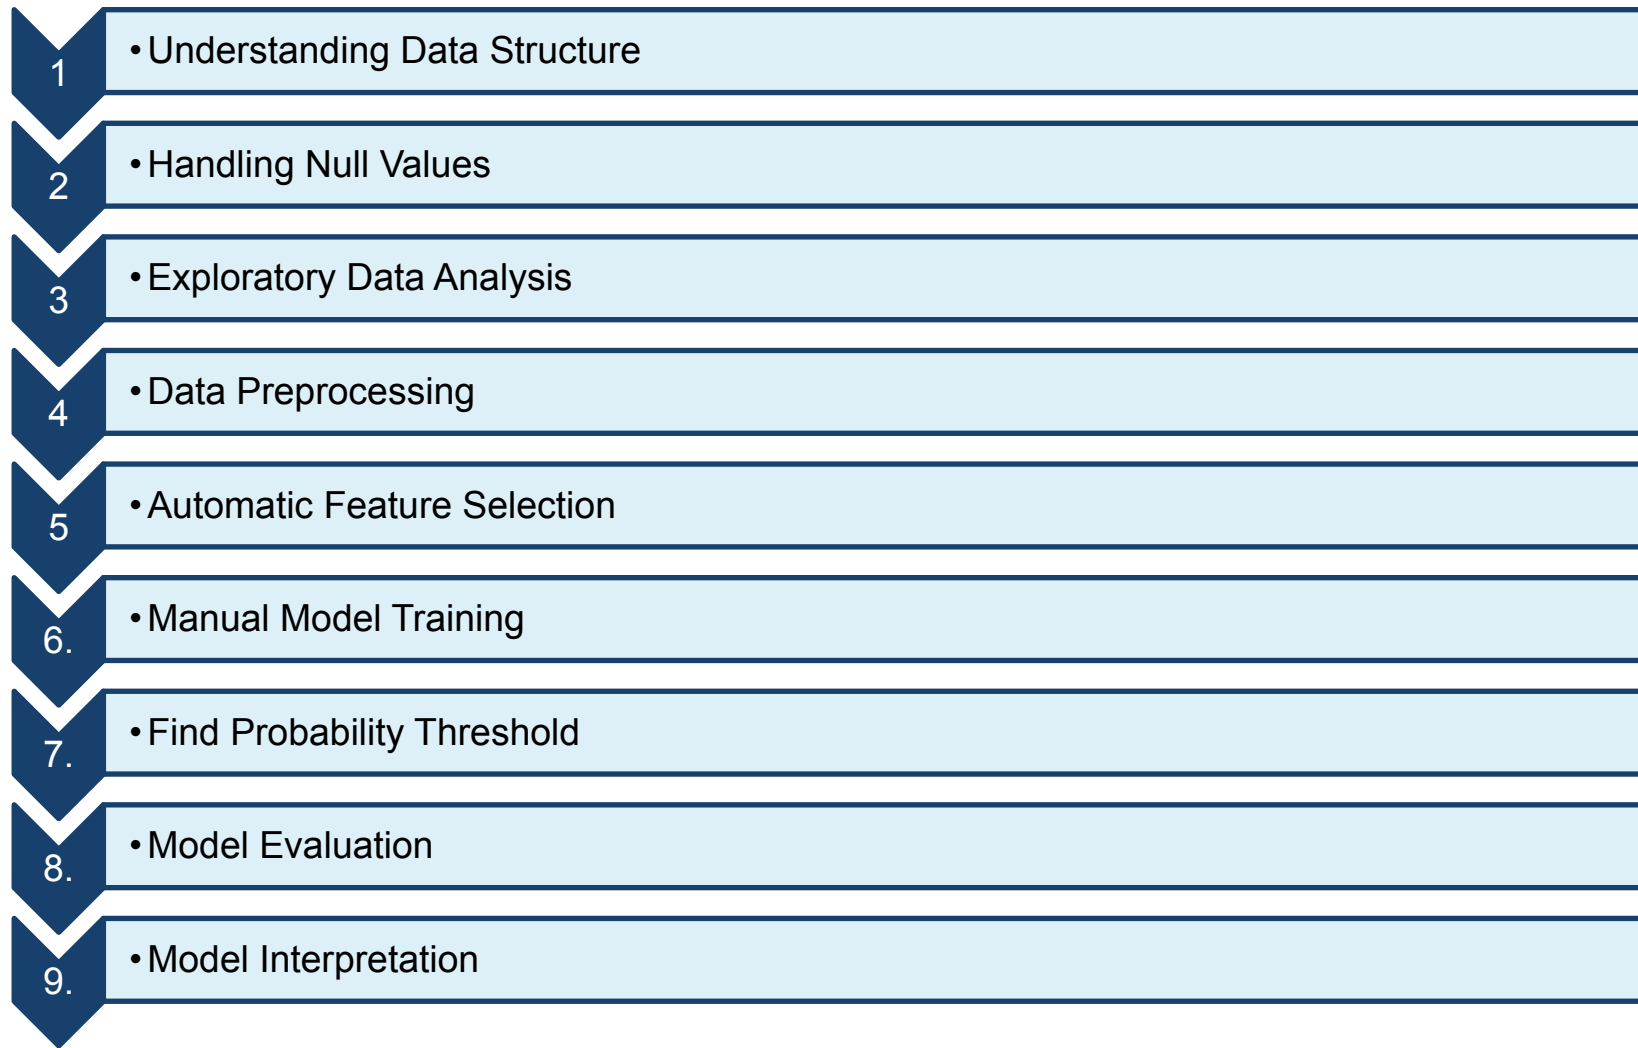 1
•Understanding Data Structure
2
•Handling Null Values
3
•Exploratory Data Analysis
4
•Data Preprocessing
5
•Automatic Feature Selection
6.
•Manual Model Training
7.
•Find Probability Threshold
8.
•Model Evaluation
9.
•Model Interpretation